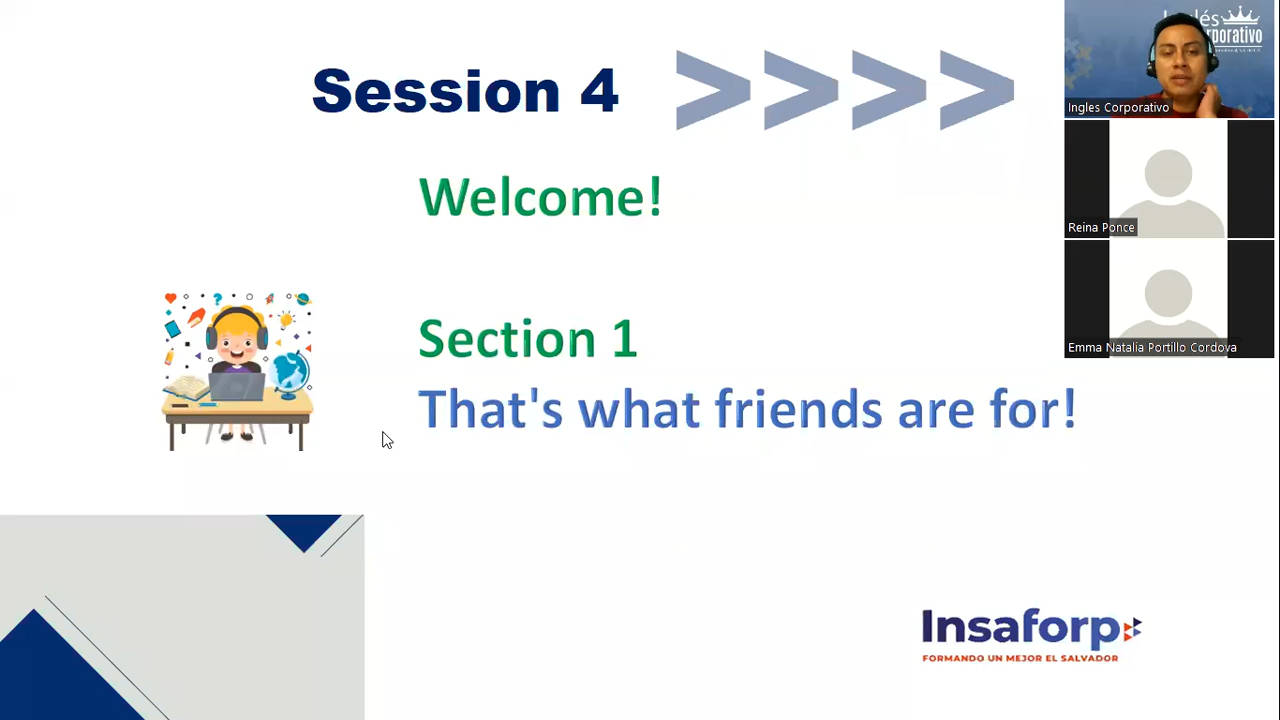 Session 4 >>>>
Welcome!
Section 1
That's what friends are for!
Insaforp
FORMANDO UN MEJOR EL SALVADOR
Ingles Corporativo
Reina Ponce
Emma Natalia Portillo Cordova